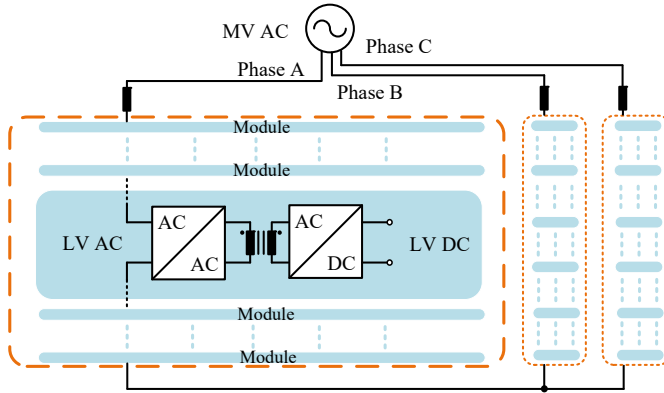 MV AC
Phase C
Phase A
Phase B
Module
Module
AC
AC
LV AC
LV DC
AC
DC
Module
Module